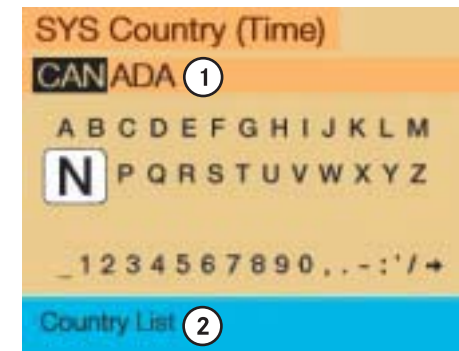 SYS Country (Time)
CANADA 1
A B C D E F G H I J K L M
N P Q R S T U V W X Y Z
_ 1 2 3 4 5 6 7 8 9 0 , . - : ' / →
Country List 2